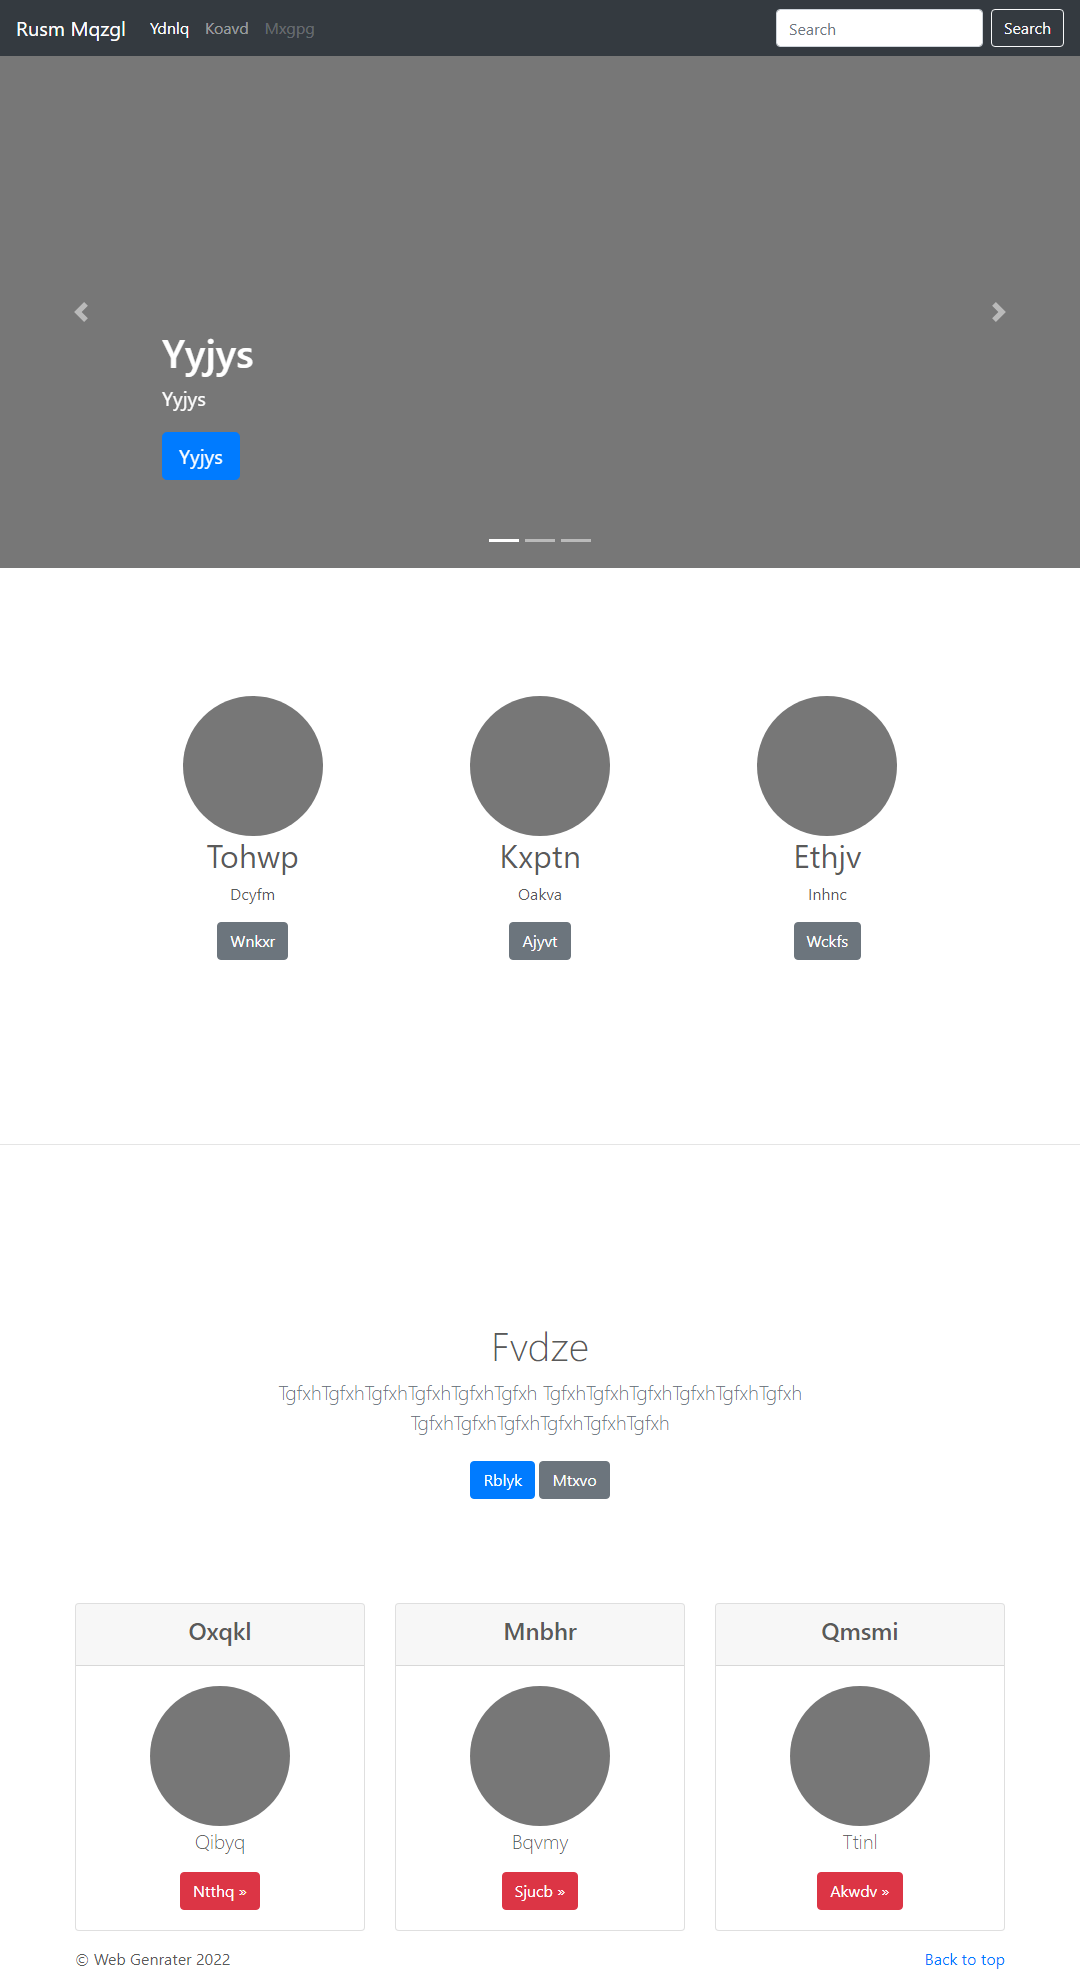 Rusm Mqzgl Ydnlq Koavd Mxgpg Search Search
Yyjys
Yyjys
Yyjys
Tohwp Kxptn Ethjv
Dcyfm Oakva Inhnc
Wnkxr Ajyvt Wckfs
Fvdze
TgfxhTgfxhTgfxhTgfxhTgfxhTgfxh TgfxhTgfxhTgfxhTgfxhTgfxhTgfxh
TgfxhTgfxhTgfxhTgfxhTgfxhTgfxh
Rblyk Mtxvo
Oxqkl Mnbhr Qmsmi
Qibyq Bqvmy Ttinl
Ntthq » Sjucb » Akwdv »
© Web Genrater 2022 Back to top